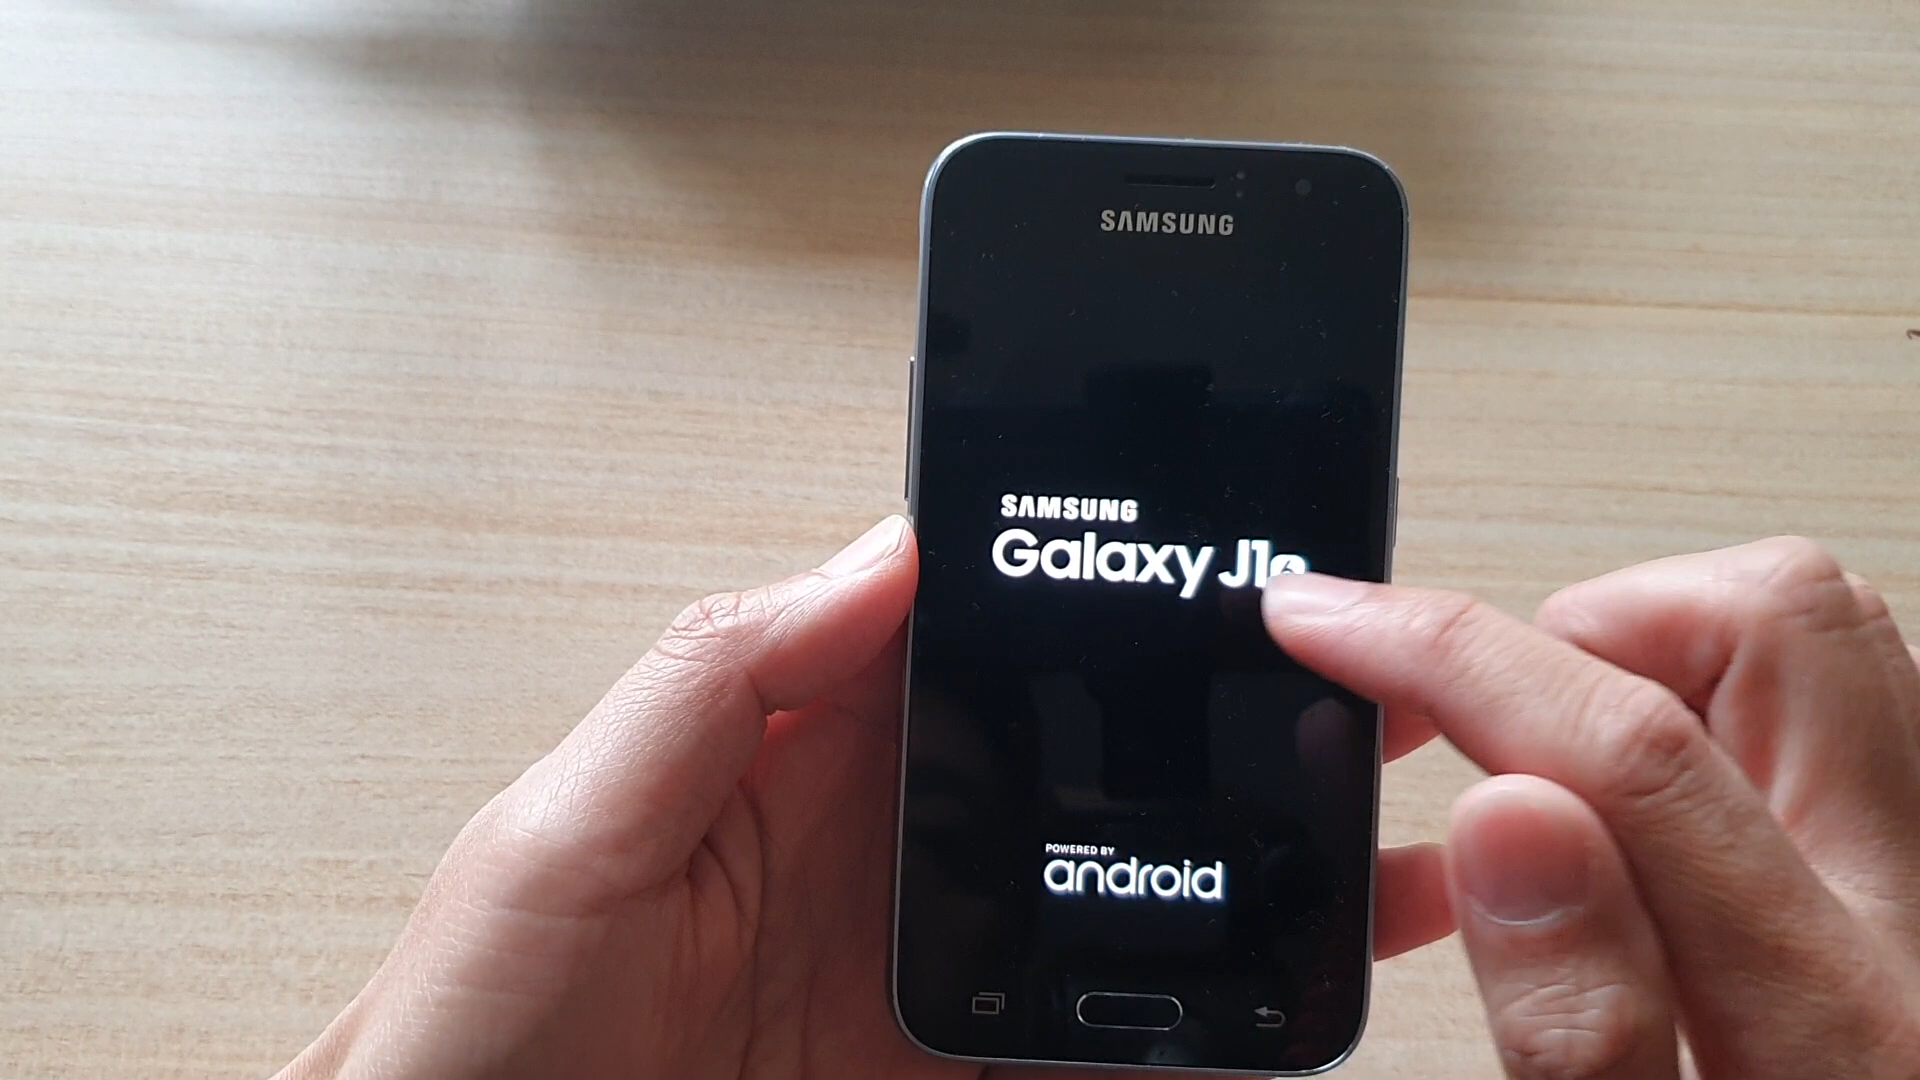 SAMSUNG
SAMSUNG
Galaxy J1
POWERED BY
android